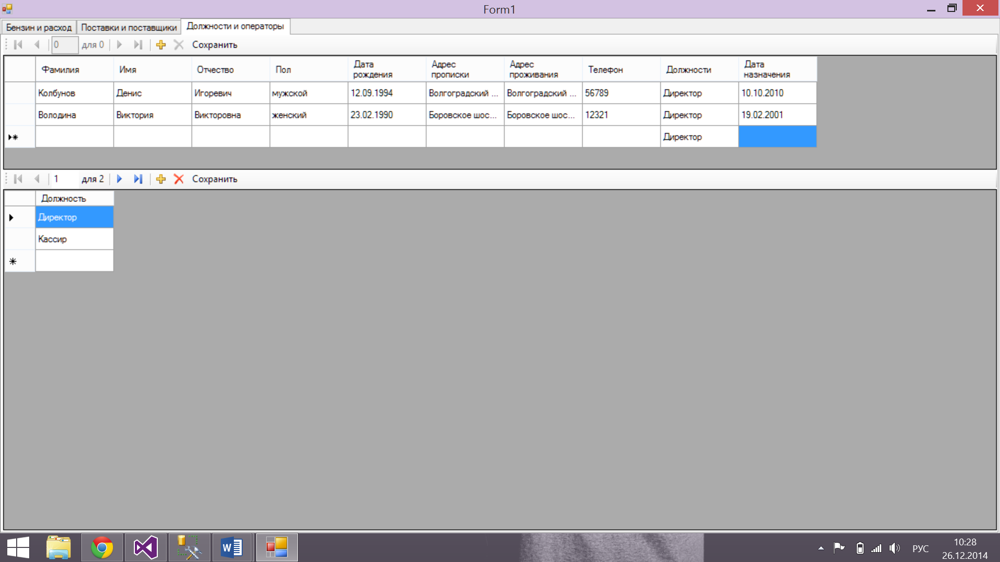 Form1
Бензин и расход Поставки и поставщики Должности и операторы
0 для 0 Сохранить
Фамилия Имя Отчество Пол Дата рождения Адрес прописки Адрес проживания Телефон Должности Дата назначения
Колбунов Денис Игоревич мужской 12.09.1994 Волгоградский ... Волгоградский ... 56789 Директор 10.10.2010
Володина Виктория Викторовна женский 23.02.1990 Боровское шос... Боровское шос... 12321 Директор 19.02.2001
Директор
1 для 2 Сохранить
Должность
Директор
Кассир
РУС 10:28
26.12.2014